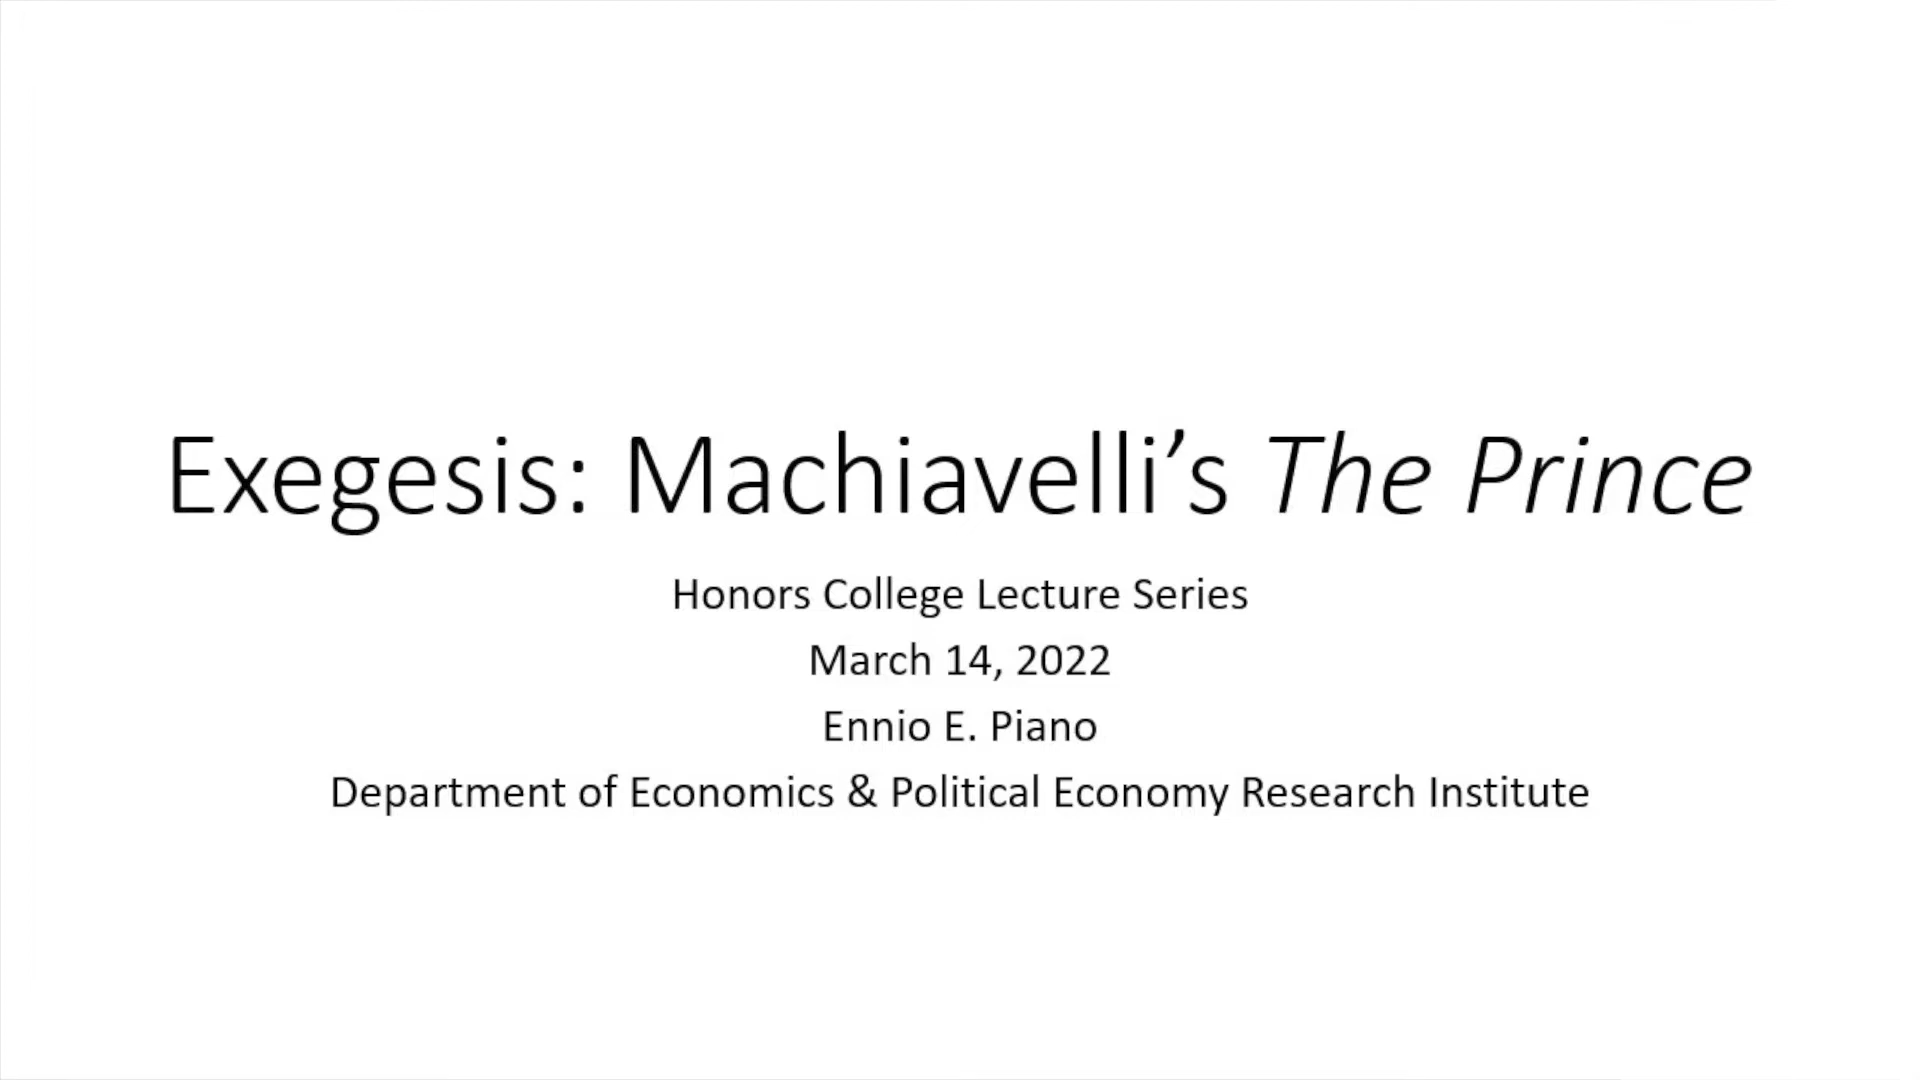 Exegesis: Machiavelli’s The Prince
Honors College Lecture Series
March 14, 2022
Ennio E. Piano
Department of Economics & Political Economy Research Institute